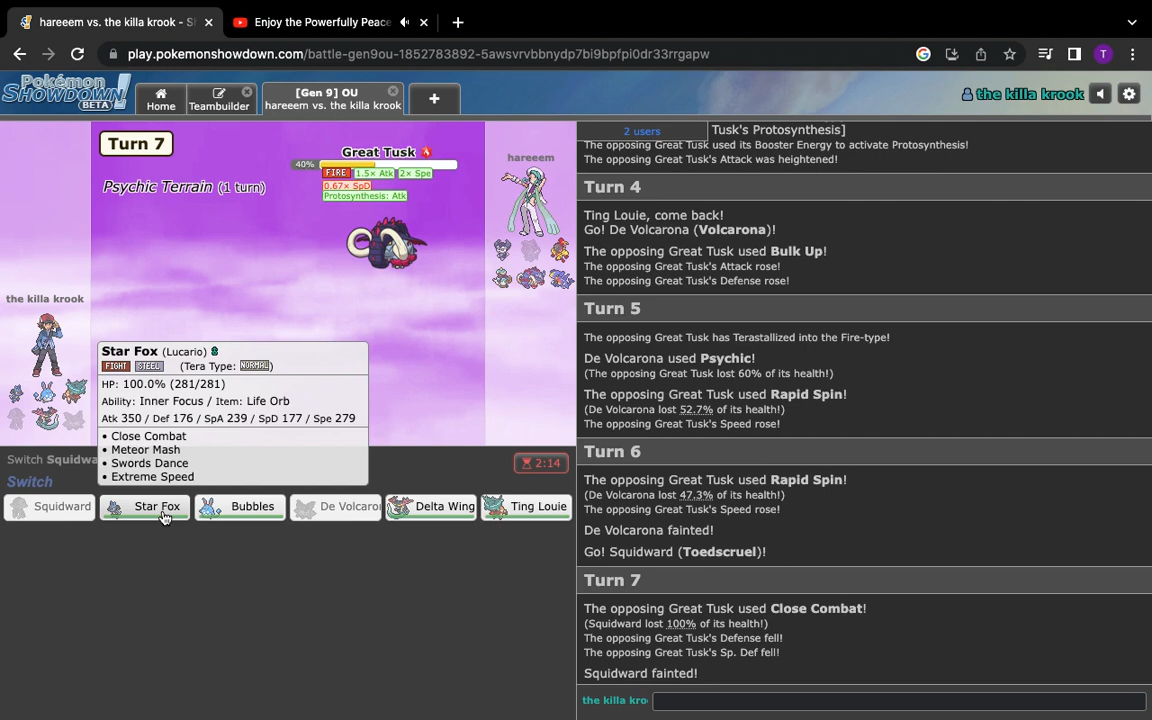 hareeem vs. the killa krook - S
Enjoy the Powerfully Peace
play.pokemonshowdown.com/battle-gen9ou-1852783892-5awsvrvbbnydp7bi9bpfpi0dr33rrgapw
T
Pokémon
SHOWDOWN!
BETA
Home
Teambuilder
[Gen 9] OU
hareeem vs. the killa krook
the killa krook
Turn 7
Psychic Terrain (1 turn)
Great Tusk
40%
FIRE 1.5× Atk 2× Spe
0.67× SpD
Protosynthesis: Atk
hareeem
the killa krook
Star Fox (Lucario)
FIGHT STEEL (Tera Type: NORMAL)
HP: 100.0% (281/281)
Ability: Inner Focus / Item: Life Orb
Atk 350 / Def 176 / SpA 239 / SpD 177 / Spe 279
• Close Combat
• Meteor Mash
• Swords Dance
• Extreme Speed
Switch Squidwa
2:14
Switch
Squidward
Star Fox
Bubbles
De Volcaro
Delta Wing
Ting Louie
2 users
Tusk's Protosynthesis]
The opposing Great Tusk used its Booster Energy to activate Protosynthesis!
The opposing Great Tusk's Attack was heightened!
Turn 4
Ting Louie, come back!
Go! De Volcarona (Volcarona)!
The opposing Great Tusk used Bulk Up!
The opposing Great Tusk's Attack rose!
The opposing Great Tusk's Defense rose!
Turn 5
The opposing Great Tusk has Terastallized into the Fire-type!
De Volcarona used Psychic!
(The opposing Great Tusk lost 60% of its health!)
The opposing Great Tusk used Rapid Spin!
(De Volcarona lost 52.7% of its health!)
The opposing Great Tusk's Speed rose!
Turn 6
The opposing Great Tusk used Rapid Spin!
(De Volcarona lost 47.3% of its health!)
The opposing Great Tusk's Speed rose!
De Volcarona fainted!
Go! Squidward (Toedscruel)!
Turn 7
The opposing Great Tusk used Close Combat!
(Squidward lost 100% of its health!)
The opposing Great Tusk's Defense fell!
The opposing Great Tusk's Sp. Def fell!
Squidward fainted!
the killa kro